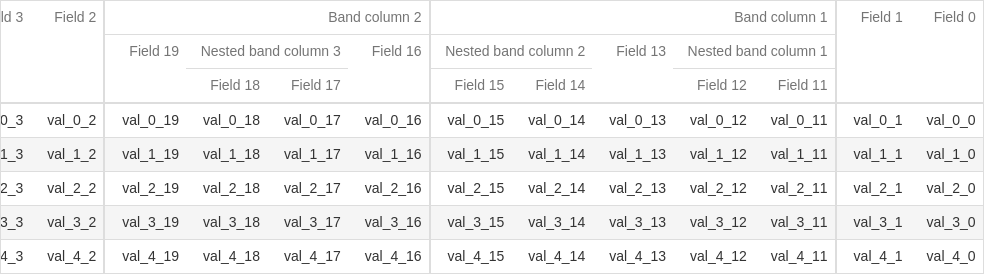 ld 3 Field 2 Band column 2 Band column 1 Field 1 Field 0
Field 19 Nested band column 3 Field 16 Nested band column 2 Field 13 Nested band column 1
Field 18 Field 17 Field 15 Field 14 Field 12 Field 11
0_3 val_0_2 val_0_19 val_0_18 val_0_17 val_0_16 val_0_15 val_0_14 val_0_13 val_0_12 val_0_11 val_0_1 val_0_0
1_3 val_1_2 val_1_19 val_1_18 val_1_17 val_1_16 val_1_15 val_1_14 val_1_13 val_1_12 val_1_11 val_1_1 val_1_0
2_3 val_2_2 val_2_19 val_2_18 val_2_17 val_2_16 val_2_15 val_2_14 val_2_13 val_2_12 val_2_11 val_2_1 val_2_0
3_3 val_3_2 val_3_19 val_3_18 val_3_17 val_3_16 val_3_15 val_3_14 val_3_13 val_3_12 val_3_11 val_3_1 val_3_0
4_3 val_4_2 val_4_19 val_4_18 val_4_17 val_4_16 val_4_15 val_4_14 val_4_13 val_4_12 val_4_11 val_4_1 val_4_0